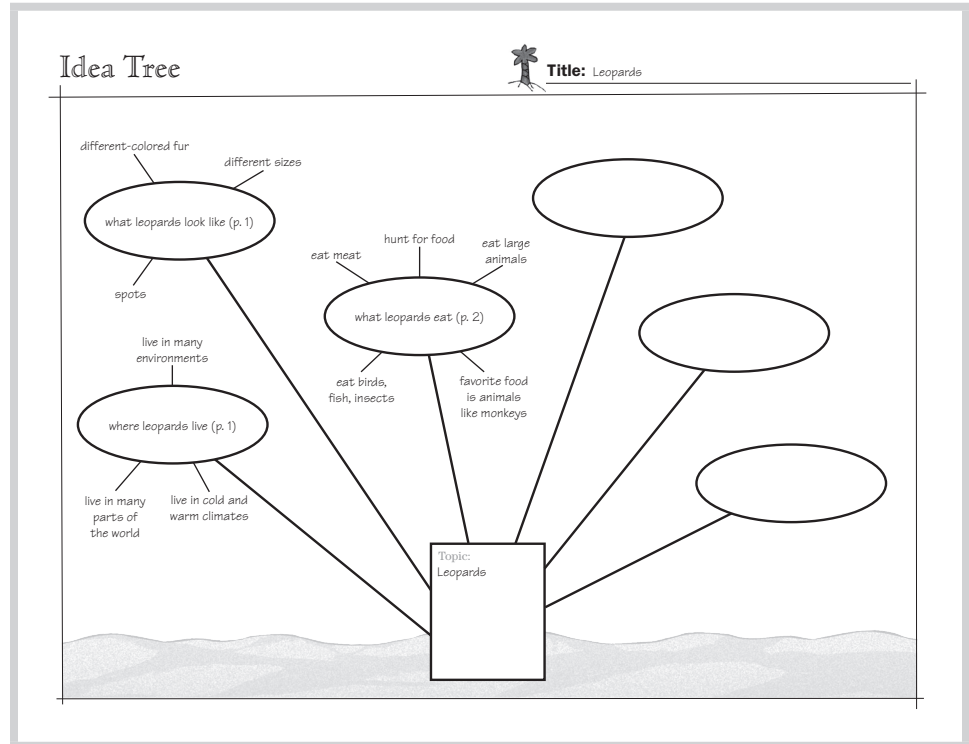 Idea Tree
Title: Leopards
different-colored fur
different sizes
what leopards look like (p. 1)
spots
hunt for food
eat meat
eat large
animals
what leopards eat (p. 2)
eat birds,
fish, insects
favorite food
is animals
like monkeys
live in many
environments
where leopards live (p. 1)
live in many
parts of
the world
live in cold and
warm climates
Topic:
Leopards